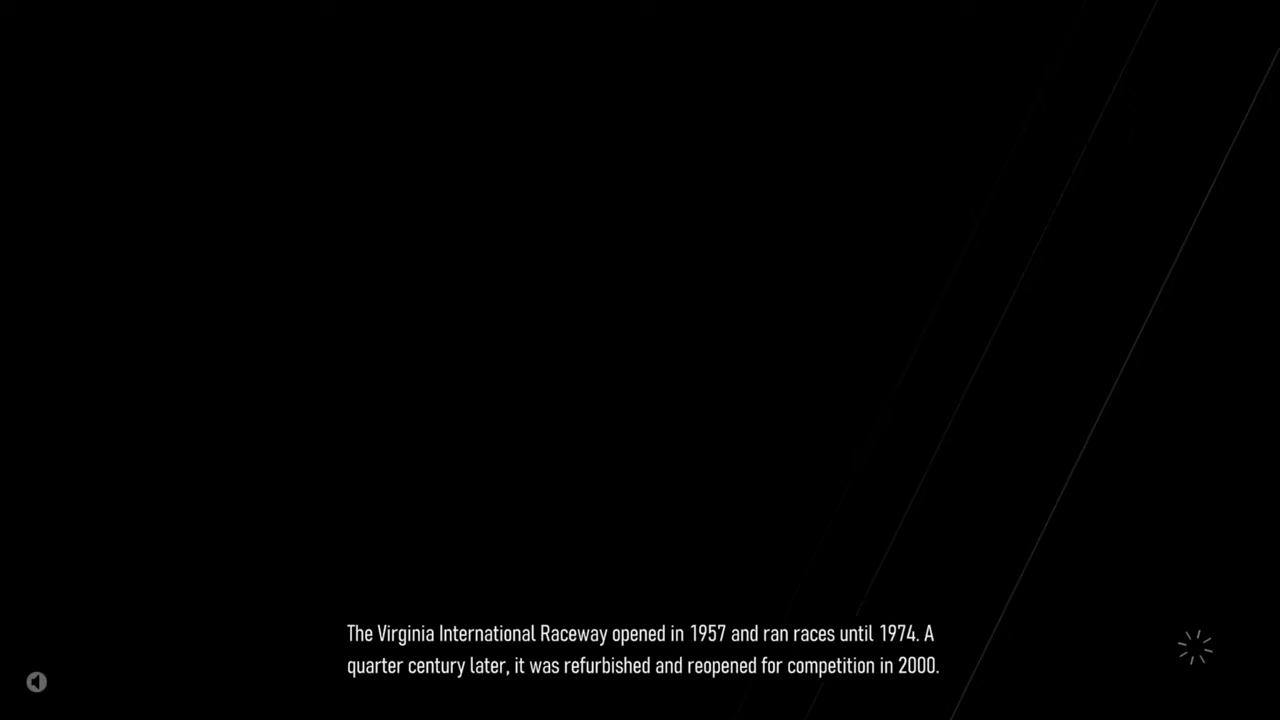 The Virginia International Raceway opened in 1957 and ran races until 1974. A
quarter century later, it was refurbished and reopened for competition in 2000.